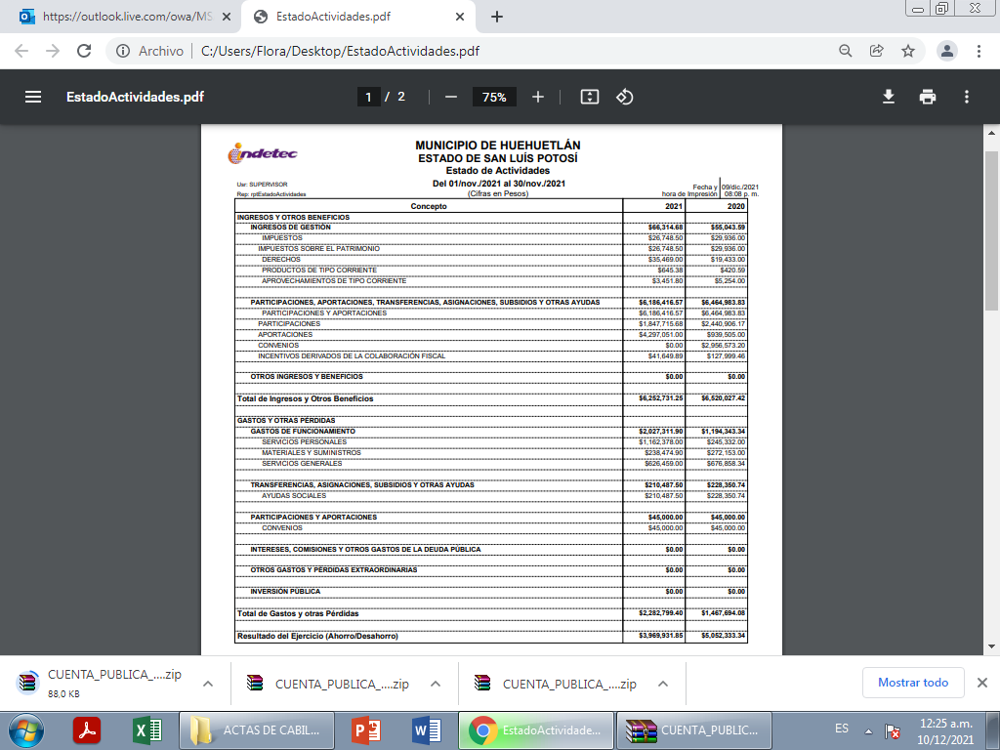 https://outlook.live.com/owa/MS
EstadoActividades.pdf
Archivo
C:/Users/Flora/Desktop/EstadoActividades.pdf
EstadoActividades.pdf
1 / 2
75%
indetec
MUNICIPIO DE HUEHUETLÁN
ESTADO DE SAN LUÍS POTOSÍ
Estado de Actividades
Del 01/nov./2021 al 30/nov./2021
(Cifras en Pesos)
Usr: SUPERVISOR
Rep: rptEstadoActividades
Fecha y 09/dic./2021
hora de Impresión 08:08 p. m.
Concepto 2021 2020
INGRESOS Y OTROS BENEFICIOS
INGRESOS DE GESTIÓN $66,314.68 $55,043.59
IMPUESTOS $26,748.50 $29,936.00
IMPUESTOS SOBRE EL PATRIMONIO $26,748.50 $29,936.00
DERECHOS $35,469.00 $19,433.00
PRODUCTOS DE TIPO CORRIENTE $645.38 $420.59
APROVECHAMIENTOS DE TIPO CORRIENTE $3,451.80 $5,254.00
PARTICIPACIONES, APORTACIONES, TRANSFERENCIAS, ASIGNACIONES, SUBSIDIOS Y OTRAS AYUDAS $6,186,416.57 $6,464,983.83
PARTICIPACIONES Y APORTACIONES $6,186,416.57 $6,464,983.83
PARTICIPACIONES $1,847,715.68 $2,440,906.17
APORTACIONES $4,297,051.00 $939,505.00
CONVENIOS $0.00 $2,956,573.20
INCENTIVOS DERIVADOS DE LA COLABORACIÓN FISCAL $41,649.89 $127,999.46
OTROS INGRESOS Y BENEFICIOS $0.00 $0.00
Total de Ingresos y Otros Beneficios $6,252,731.25 $6,520,027.42
GASTOS Y OTRAS PÉRDIDAS
GASTOS DE FUNCIONAMIENTO $2,027,311.90 $1,194,343.34
SERVICIOS PERSONALES $1,162,378.00 $245,332.00
MATERIALES Y SUMINISTROS $238,474.90 $272,153.00
SERVICIOS GENERALES $626,459.00 $676,858.34
TRANSFERENCIAS, ASIGNACIONES, SUBSIDIOS Y OTRAS AYUDAS $210,487.50 $228,350.74
AYUDAS SOCIALES $210,487.50 $228,350.74
PARTICIPACIONES Y APORTACIONES $45,000.00 $45,000.00
CONVENIOS $45,000.00 $45,000.00
INTERESES, COMISIONES Y OTROS GASTOS DE LA DEUDA PÚBLICA $0.00 $0.00
OTROS GASTOS Y PÉRDIDAS EXTRAORDINARIAS $0.00 $0.00
INVERSIÓN PÚBLICA $0.00 $0.00
Total de Gastos y otras Pérdidas $2,282,799.40 $1,467,694.08
Resultado del Ejercicio (Ahorro/Desahorro) $3,969,931.85 $5,052,333.34
CUENTA_PUBLICA_....zip
88,0 KB
CUENTA_PUBLICA_....zip
CUENTA_PUBLICA_....zip
Mostrar todo
ACTAS DE CABIL...
EstadoActividade...
CUENTA_PUBLIC...
ES
12:25 a.m.
10/12/2021